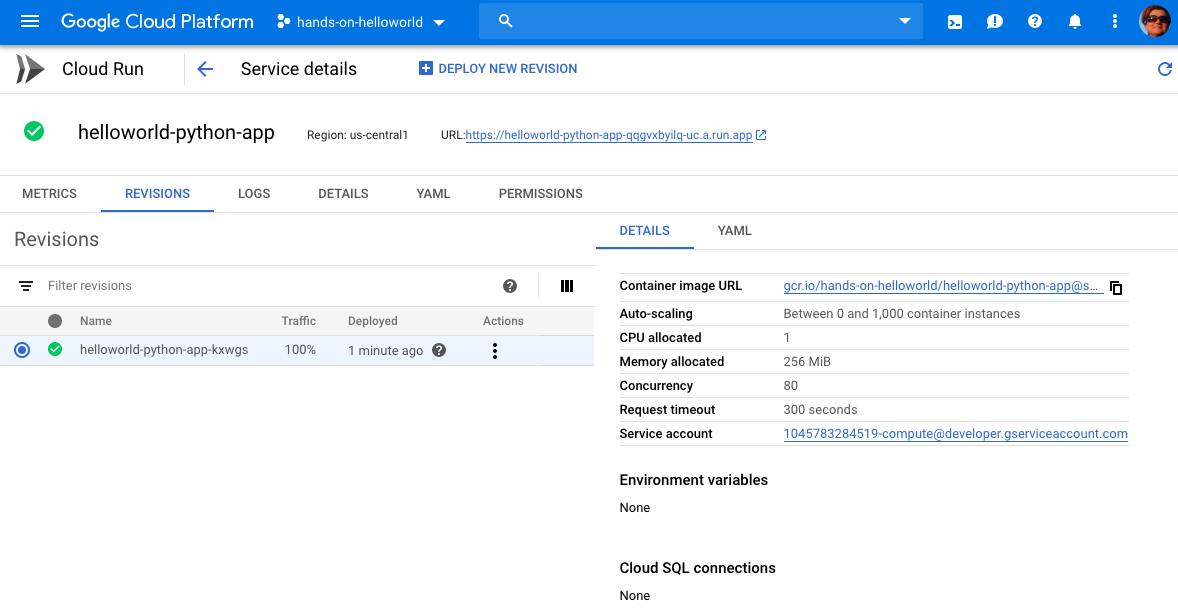 Google Cloud Platform
hands-on-helloworld
Cloud Run
Service details
DEPLOY NEW REVISION
helloworld-python-app
Region: us-central1
URL:https://helloworld-python-app-qqgvxbyilq-uc.a.run.app
METRICS
REVISIONS
LOGS
DETAILS
YAML
PERMISSIONS
Revisions
Filter revisions
Name Traffic Deployed Actions
helloworld-python-app-kxwgs 100% 1 minute ago
DETAILS
YAML
Container image URL gcr.io/hands-on-helloworld/helloworld-python-app@s...
Auto-scaling Between 0 and 1,000 container instances
CPU allocated 1
Memory allocated 256 MiB
Concurrency 80
Request timeout 300 seconds
Service account 1045783284519-compute@developer.gserviceaccount.com
Environment variables
None
Cloud SQL connections
None